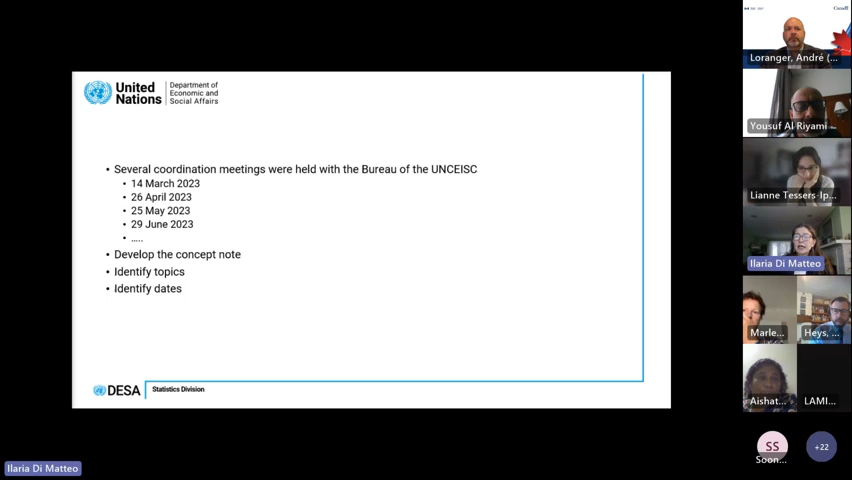 United
Nations
Department of
Economic and
Social Affairs
• Several coordination meetings were held with the Bureau of the UNCEISC
• 14 March 2023
• 26 April 2023
• 25 May 2023
• 29 June 2023
• .....
• Develop the concept note
• Identify topics
• Identify dates
DESA
Statistics Division
Canada
Loranger, André (...
Yousuf Al Riyami
Lianne Tessers-Ip...
Ilaria Di Matteo
Marle...
Heys, ...
Aishat...
LAMI...
SS
Soon...
+22
Ilaria Di Matteo